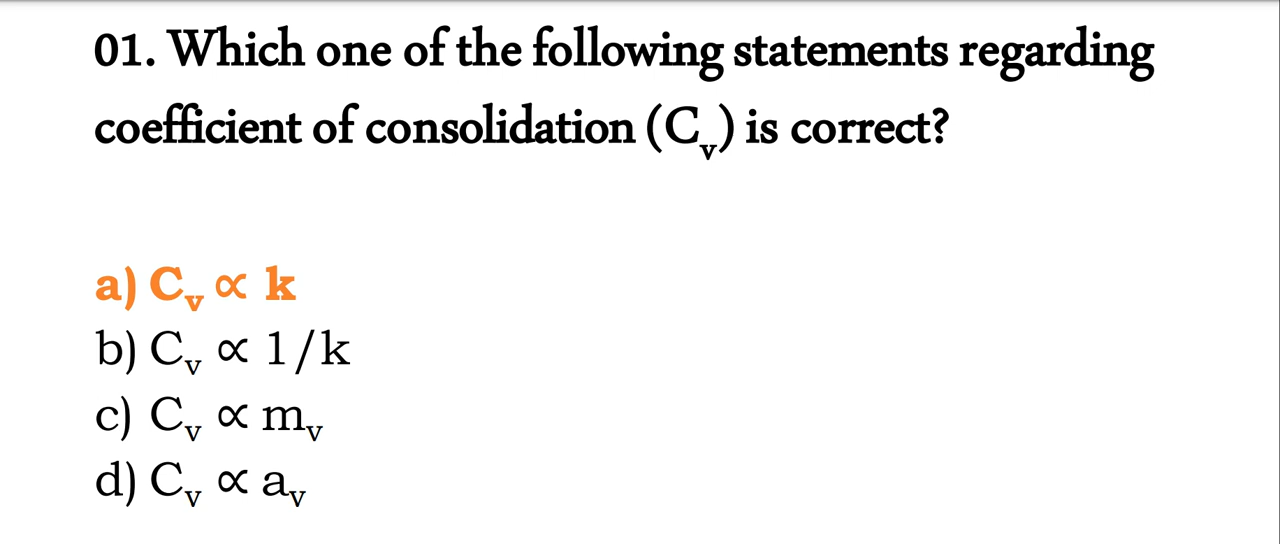 01. Which one of the following statements regarding
coefficient of consolidation (Cᵥ) is correct?
a) Cᵥ ∝ k
b) Cᵥ ∝ 1/k
c) Cᵥ ∝ mᵥ
d) Cᵥ ∝ aᵥ